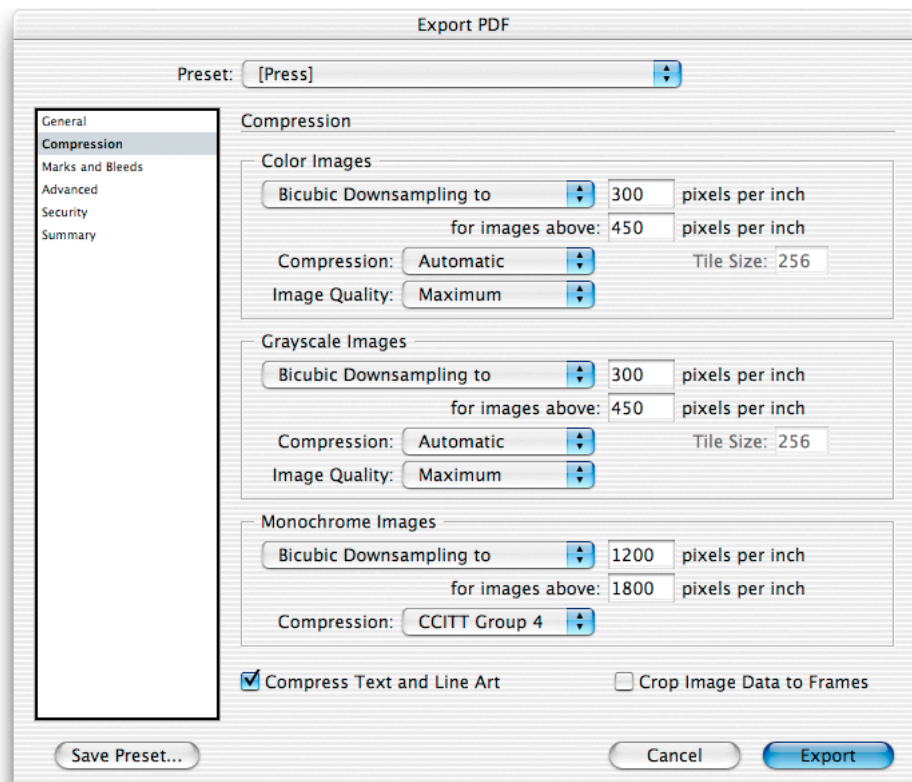 Export PDF
Preset: [Press]
General
Compression
Marks and Bleeds
Advanced
Security
Summary
Compression
Color Images
Bicubic Downsampling to 300 pixels per inch
for images above: 450 pixels per inch
Compression: Automatic Tile Size: 256
Image Quality: Maximum
Grayscale Images
Bicubic Downsampling to 300 pixels per inch
for images above: 450 pixels per inch
Compression: Automatic Tile Size: 256
Image Quality: Maximum
Monochrome Images
Bicubic Downsampling to 1200 pixels per inch
for images above: 1800 pixels per inch
Compression: CCITT Group 4
Compress Text and Line Art Crop Image Data to Frames
Save Preset... Cancel Export